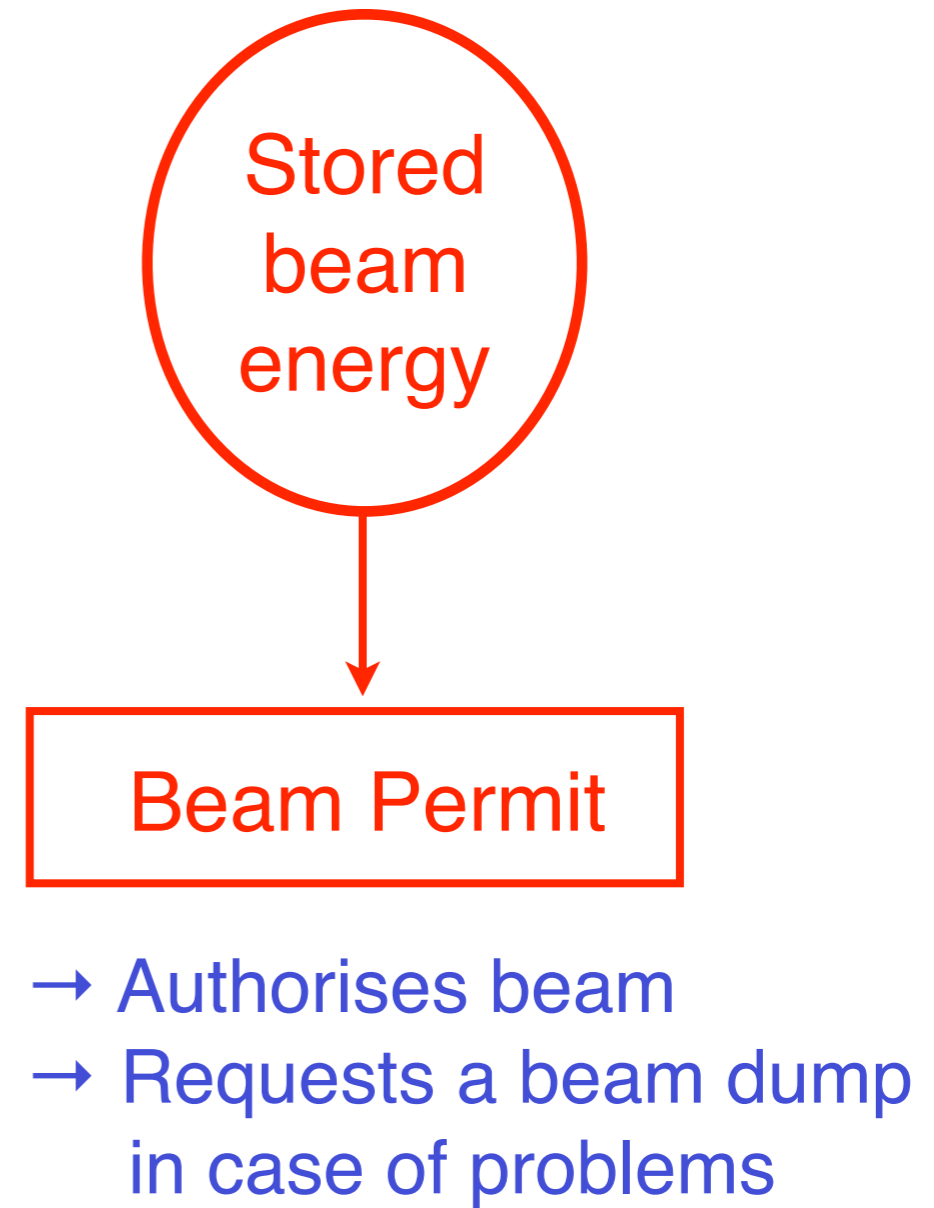 Stored
beam
energy
Beam Permit
→ Authorises beam
→ Requests a beam dump
in case of problems